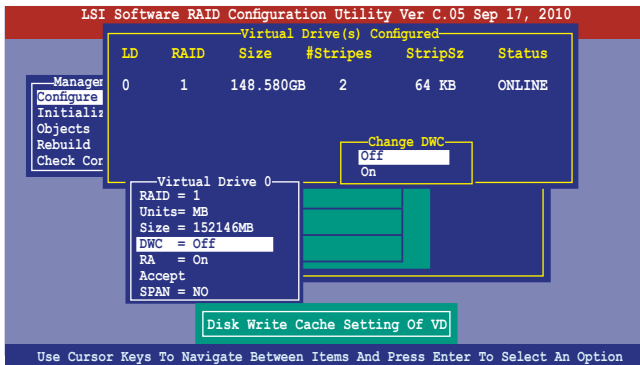 LSI Software RAID Configuration Utility Ver C.05 Sep 17, 2010
Virtual Drive(s) Configured
LD RAID Size #Stripes StripSz Status
0 1 148.580GB 2 64 KB ONLINE
Managem
Configure
Initializ
Objects
Rebuild
Check Con
Change DWC
Off
On
Virtual Drive 0
RAID = 1
Units= MB
Size = 152146MB
DWC = Off
RA = On
Accept
SPAN = NO
Disk Write Cache Setting Of VD
Use Cursor Keys To Navigate Between Items And Press Enter To Select An Option